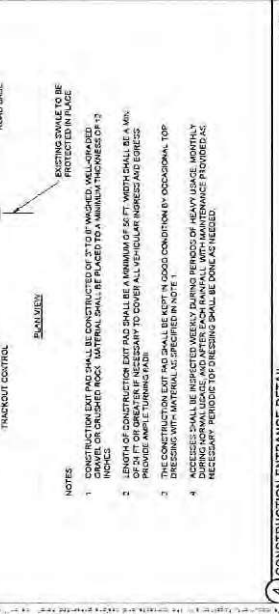 ROAD BASE
TRACKOUT CONTROL
EXISTING SWALE TO BE
PROTECTED IN PLACE
PLAN VIEW
NOTES
1 CONSTRUCTION EXIT PAD SHALL BE CONSTRUCTED OF 3" TO 8" WASHED, WELL-GRADED
GRAVEL OR CRUSHED ROCK. MATERIAL SHALL BE PLACED TO A MINIMUM THICKNESS OF 12
INCHES
2 LENGTH OF CONSTRUCTION EXIT PAD SHALL BE A MINIMUM OF 50 FT. WIDTH SHALL BE A MIN
OF 24 FT OR GREATER IF NECESSARY TO COVER ALL VEHICULAR INGRESS AND EGRESS.
PROVIDE AMPLE TURNING RADII
3 THE CONSTRUCTION EXIT PAD SHALL BE KEPT IN GOOD CONDITION BY OCCASIONAL TOP
DRESSING WITH MATERIAL AS SPECIFIED IN NOTE 1
4 ACCESSES SHALL BE INSPECTED WEEKLY DURING PERIODS OF HEAVY USAGE, MONTHLY
DURING NORMAL USAGE, AND AFTER EACH RAINFALL, WITH MAINTENANCE PROVIDED AS
NECESSARY. PERIODIC TOP DRESSING SHALL BE DONE AS NEEDED.
CONSTRUCTION ENTRANCE DETAIL